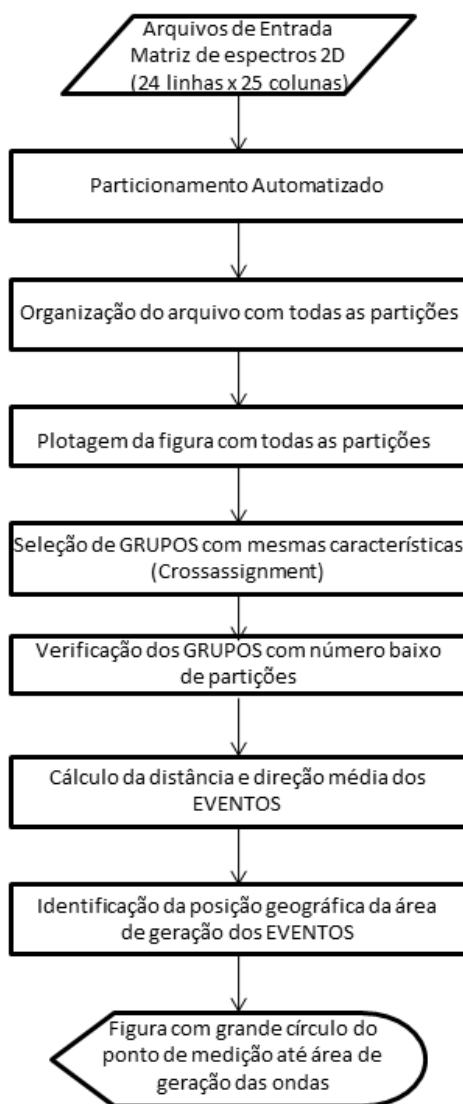 Arquivos de Entrada
Matriz de espectros 2D
(24 linhas x 25 colunas)
Particionamento Automatizado
Organização do arquivo com todas as partições
Plotagem da figura com todas as partições
Seleção de GRUPOS com mesmas características
(Crossassignment)
Verificação dos GRUPOS com número baixo
de partições
Cálculo da distância e direção média dos
EVENTOS
Identificação da posição geográfica da área
de geração dos EVENTOS
Figura com grande círculo do
ponto de medição até área de
geração das ondas